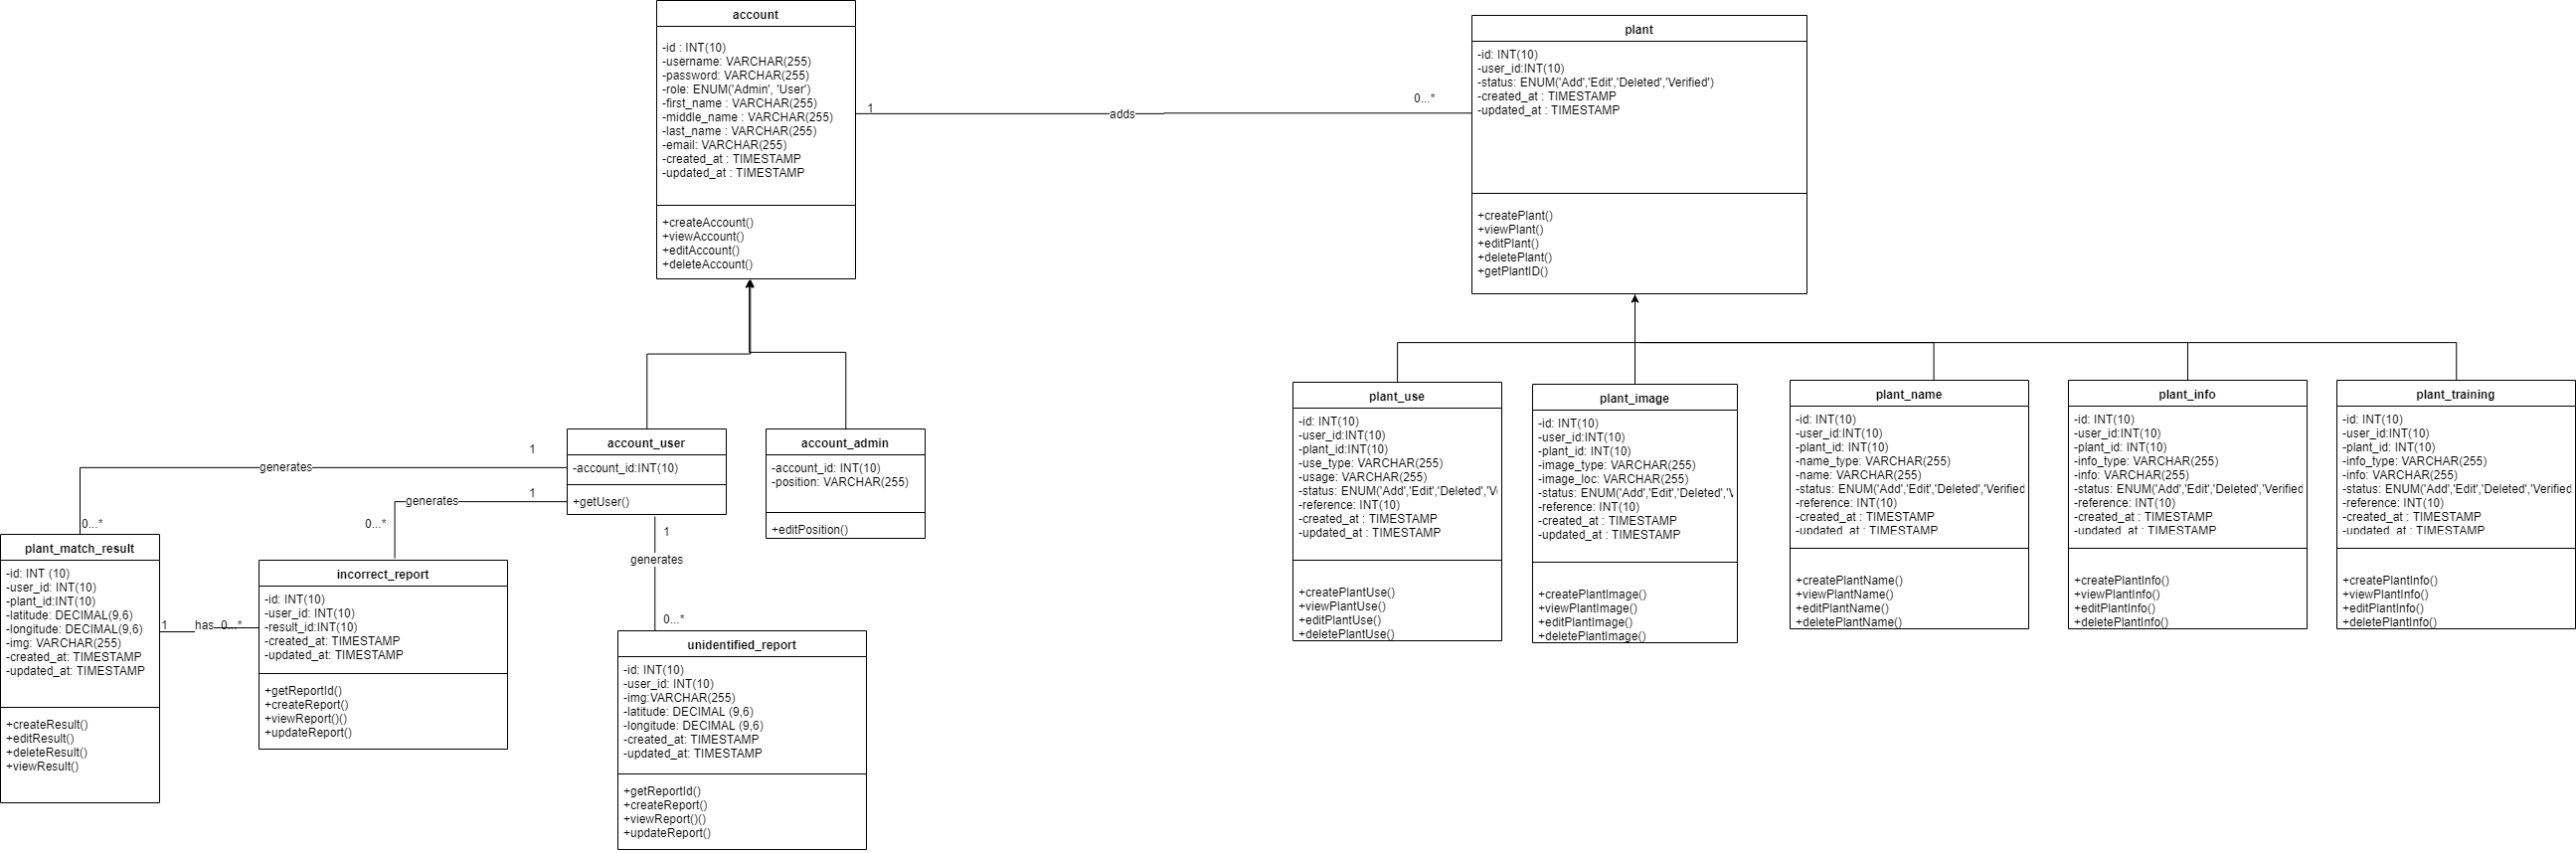 account
-id : INT(10)
-username: VARCHAR(255)
-password: VARCHAR(255)
-role: ENUM('Admin', 'User')
-first_name : VARCHAR(255)
-middle_name : VARCHAR(255)
-last_name : VARCHAR(255)
-email: VARCHAR(255)
-created_at : TIMESTAMP
-updated_at : TIMESTAMP
+createAccount()
+viewAccount()
+editAccount()
+deleteAccount()
1
adds
0...*
plant
-id: INT(10)
-user_id:INT(10)
-status: ENUM('Add','Edit','Deleted','Verified')
-created_at : TIMESTAMP
-updated_at : TIMESTAMP
+createPlant()
+viewPlant()
+editPlant()
+deletePlant()
+getPlantID()
account_user
-account_id:INT(10)
+getUser()
account_admin
-account_id: INT(10)
-position: VARCHAR(255)
+editPosition()
1
generates
0...*
1
generates
0...*
1
generates
0...*
plant_match_result
-id: INT (10)
-user_id: INT(10)
-plant_id:INT(10)
-latitude: DECIMAL(9,6)
-longitude: DECIMAL(9,6)
-img: VARCHAR(255)
-created_at: TIMESTAMP
-updated_at: TIMESTAMP
+createResult()
+editResult()
+deleteResult()
+viewResult()
1
has
0...*
incorrect_report
-id: INT(10)
-user_id: INT(10)
-result_id:INT(10)
-created_at: TIMESTAMP
-updated_at: TIMESTAMP
+getReportId()
+createReport()
+viewReport()()
+updateReport()
unidentified_report
-id: INT(10)
-user_id: INT(10)
-img:VARCHAR(255)
-latitude: DECIMAL (9,6)
-longitude: DECIMAL (9,6)
-created_at: TIMESTAMP
-updated_at: TIMESTAMP
+getReportId()
+createReport()
+viewReport()()
+updateReport()
plant_use
-id: INT(10)
-user_id:INT(10)
-plant_id:INT(10)
-use_type: VARCHAR(255)
-usage: VARCHAR(255)
-status: ENUM('Add','Edit','Deleted','V
-reference: INT(10)
-created_at : TIMESTAMP
-updated_at : TIMESTAMP
+createPlantUse()
+viewPlantUse()
+editPlantUse()
+deletePlantUse()
plant_image
-id: INT(10)
-user_id:INT(10)
-plant_id: INT(10)
-image_type: VARCHAR(255)
-image_loc: VARCHAR(255)
-status: ENUM('Add','Edit','Deleted','V
-reference: INT(10)
-created_at : TIMESTAMP
-updated_at : TIMESTAMP
+createPlantImage()
+viewPlantImage()
+editPlantImage()
+deletePlantImage()
plant_name
-id: INT(10)
-user_id:INT(10)
-plant_id: INT(10)
-name_type: VARCHAR(255)
-name: VARCHAR(255)
-status: ENUM('Add','Edit','Deleted','Verified
-reference: INT(10)
-created_at : TIMESTAMP
-updated_at : TIMESTAMP
+createPlantName()
+viewPlantName()
+editPlantName()
+deletePlantName()
plant_info
-id: INT(10)
-user_id:INT(10)
-plant_id: INT(10)
-info_type: VARCHAR(255)
-info: VARCHAR(255)
-status: ENUM('Add','Edit','Deleted','Verified
-reference: INT(10)
-created_at : TIMESTAMP
-updated_at : TIMESTAMP
+createPlantInfo()
+viewPlantInfo()
+editPlantInfo()
+deletePlantInfo()
plant_training
-id: INT(10)
-user_id:INT(10)
-plant_id: INT(10)
-info_type: VARCHAR(255)
-info: VARCHAR(255)
-status: ENUM('Add','Edit','Deleted','Verified
-reference: INT(10)
-created_at : TIMESTAMP
-updated_at : TIMESTAMP
+createPlantInfo()
+viewPlantInfo()
+editPlantInfo()
+deletePlantInfo()